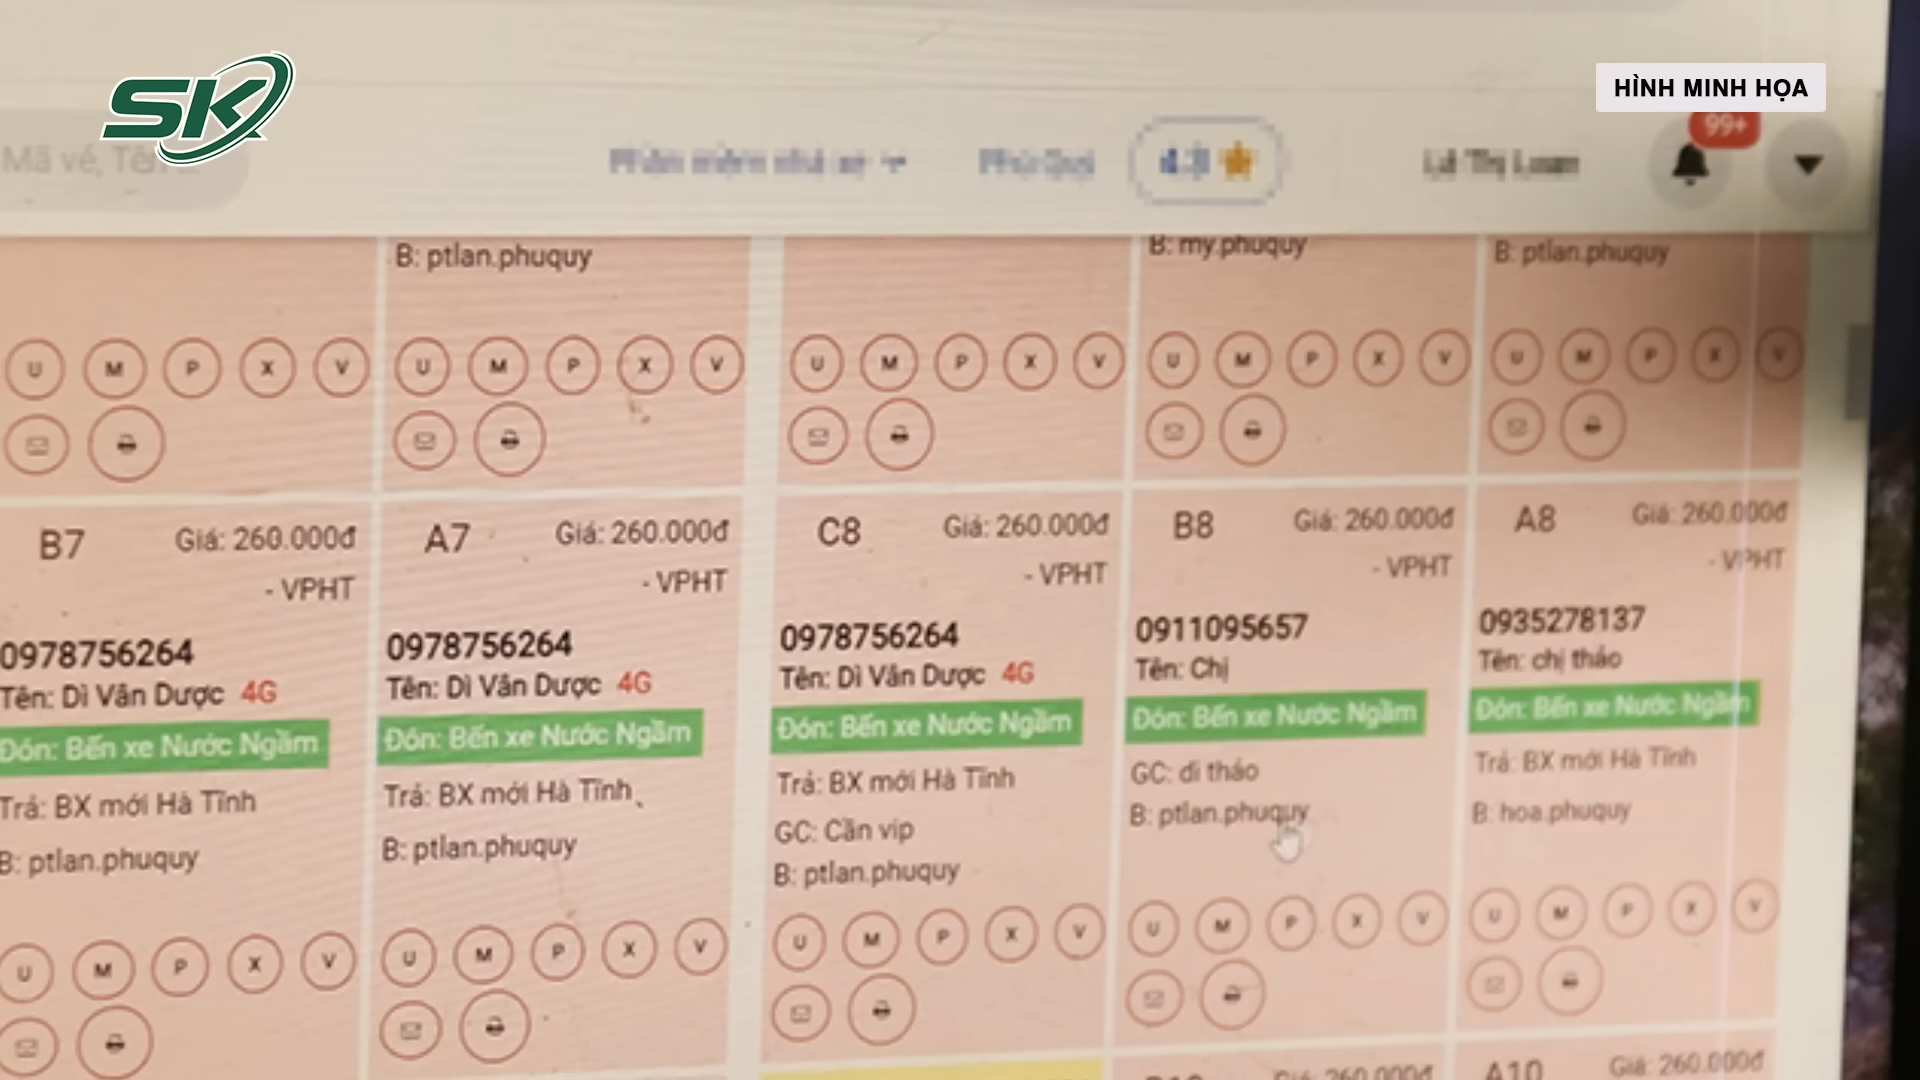 SK
HÌNH MINH HỌA
99+
Mã vé, Tên
B: ptlan.phuquy
B: my.phuquy
B: ptlan.phuquy
U M P X V
U M P X V
U M P X V
U M P X V
U M P X V
B7 Giá: 260.000đ
- VPHT
0978756264
Tên: Dì Vân Dược 4G
Đón: Bến xe Nước Ngầm
Trả: BX mới Hà Tĩnh
B: ptlan.phuquy
U M P X V
A7 Giá: 260.000đ
- VPHT
0978756264
Tên: Dì Vân Dược 4G
Đón: Bến xe Nước Ngầm
Trả: BX mới Hà Tĩnh
B: ptlan.phuquy
U M P X V
C8 Giá: 260.000đ
- VPHT
0978756264
Tên: Dì Vân Dược 4G
Đón: Bến xe Nước Ngầm
Trả: BX mới Hà Tĩnh
GC: Cần vip
B: ptlan.phuquy
U M P X V
B8 Giá: 260.000đ
- VPHT
0911095657
Tên: Chị
Đón: Bến xe Nước Ngầm
GC: dì thảo
B: ptlan.phuquy
U M P X V
A8 Giá: 260.000đ
- VPHT
0935278137
Tên: chị thảo
Đón: Bến xe Nước Ngầm
Trả: BX mới Hà Tĩnh
B: hoa.phuquy
U M P X V
B10 Giá: 260.000đ
A10 Giá: 260.000đ